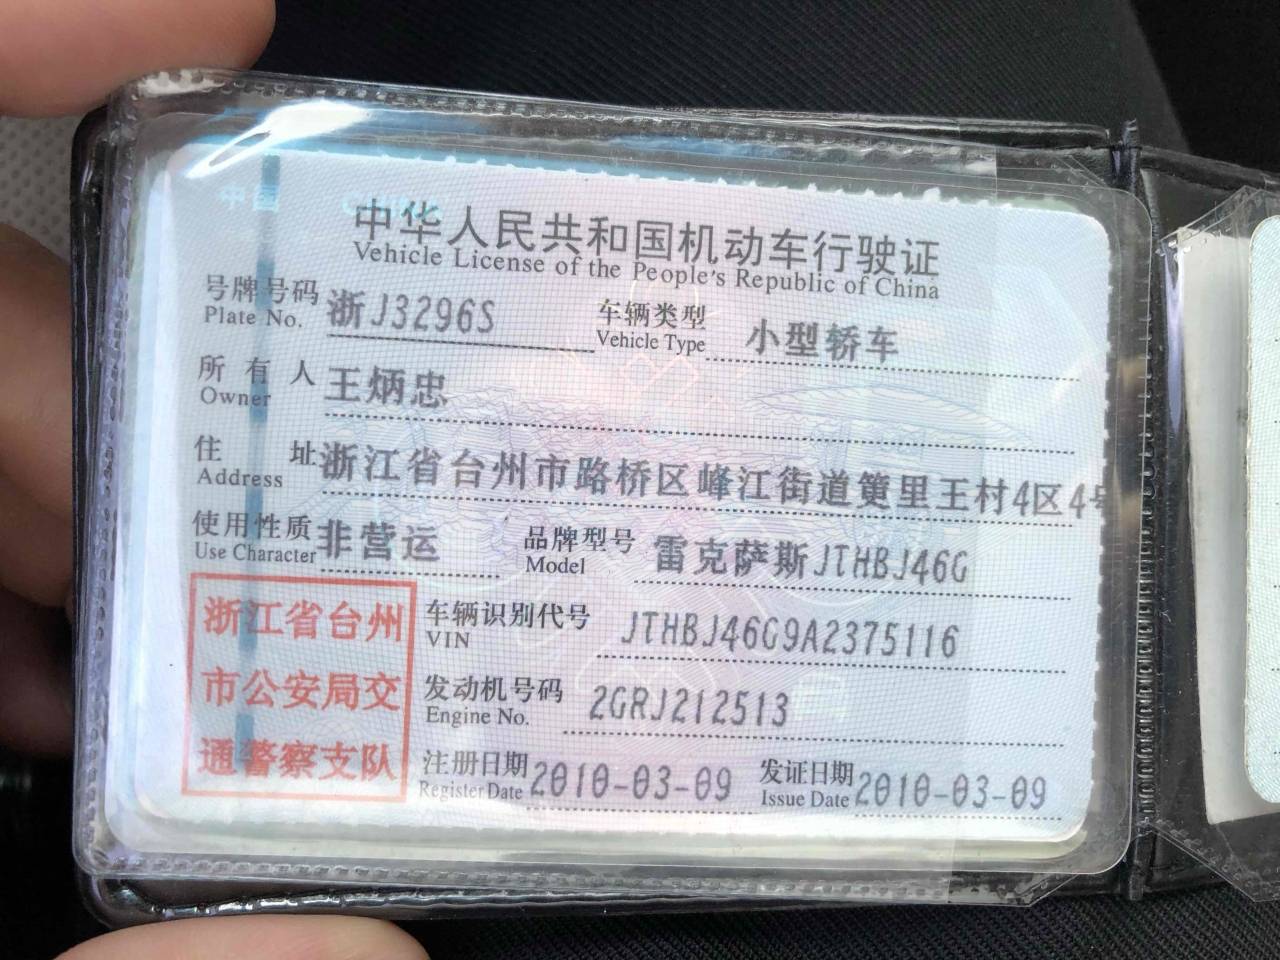 中国 CHINA
中华人民共和国机动车行驶证
Vehicle License of the People's Republic of China
号牌号码 浙J3296S 车辆类型 小型轿车
Plate No. Vehicle Type
所有人 王炳忠
Owner
住址 浙江省台州市路桥区峰江街道篑里王村4区4号
Address
使用性质 非营运 品牌型号 雷克萨斯JTHBJ46G
Use Character Model
浙江省台州
市公安局交
通警察支队
车辆识别代号 JTHBJ46G9A2375116
VIN
发动机号码 2GRJ212513
Engine No.
注册日期 2010-03-09 发证日期 2010-03-09
Register Date Issue Date